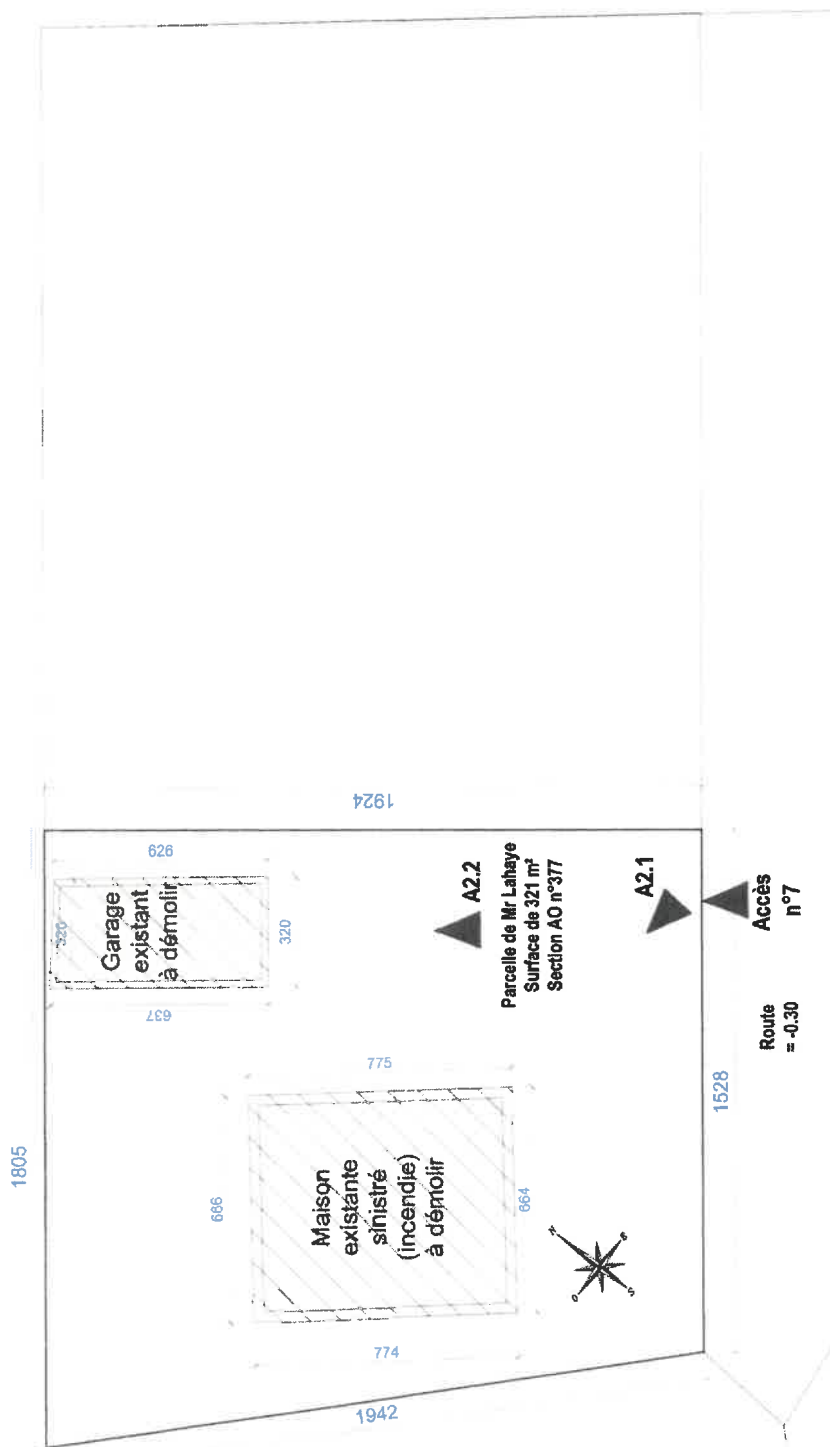 1805
1924
629
Garage
existant
à démolir
320
320
637
A2.2
Parcelle de Mr Lahaye
Surface de 321 m²
Section AO n°377
A2.1
Accès
n°7
Route
= -0.30
1528
775
666
Maison
existante
sinistré
(incendie)
à démolir
664
774
1942
N
E
S
O